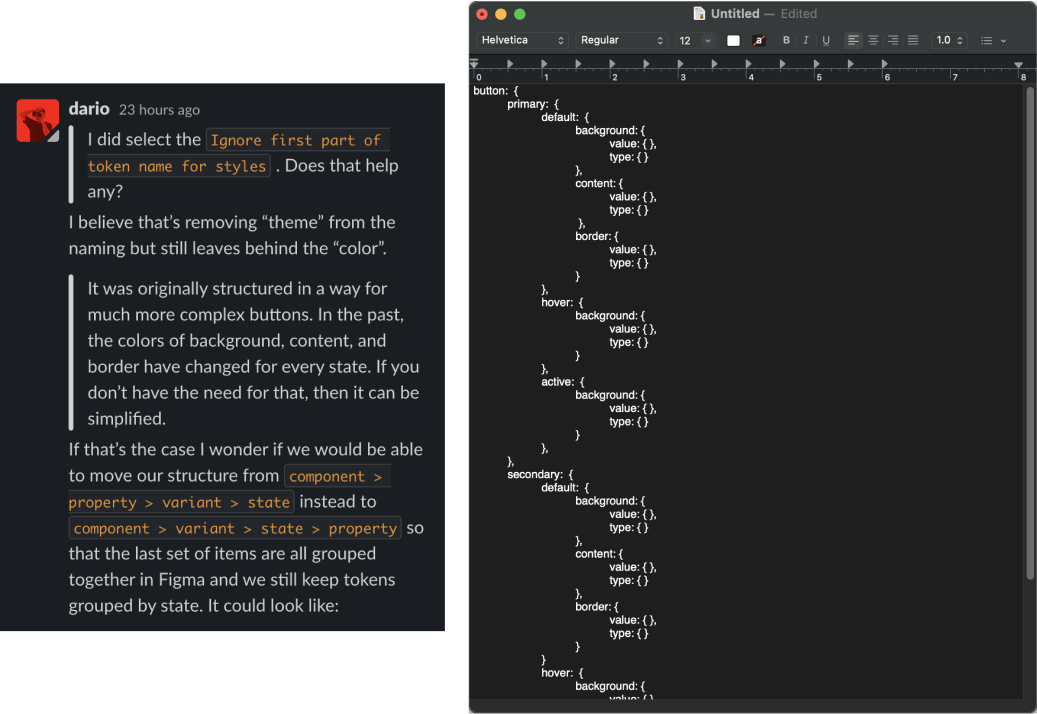 dario 23 hours ago
I did select the Ignore first part of
token name for styles . Does that help
any?
I believe that’s removing “theme” from the
naming but still leaves behind the “color”.
It was originally structured in a way for
much more complex buttons. In the past,
the colors of background, content, and
border have changed for every state. If you
don’t have the need for that, then it can be
simplified.
If that’s the case I wonder if we would be able
to move our structure from component >
property > variant > state instead to
component > variant > state > property so
that the last set of items are all grouped
together in Figma and we still keep tokens
grouped by state. It could look like:
Untitled — Edited
Helvetica Regular 12 a B I U 1.0
0 1 2 3 4 5 6 7 8
button: {
primary: {
default: {
background: {
value: { },
type: { }
},
content: {
value: { },
type: { }
},
border: {
value: { },
type: { }
}
},
hover: {
background: {
value: { },
type: { }
}
},
active: {
background: {
value: { },
type: { }
}
},
},
secondary: {
default: {
background: {
value: { },
type: { }
},
content: {
value: { },
type: { }
},
border: {
value: { },
type: { }
}
}
hover: {
background: {
value: { }